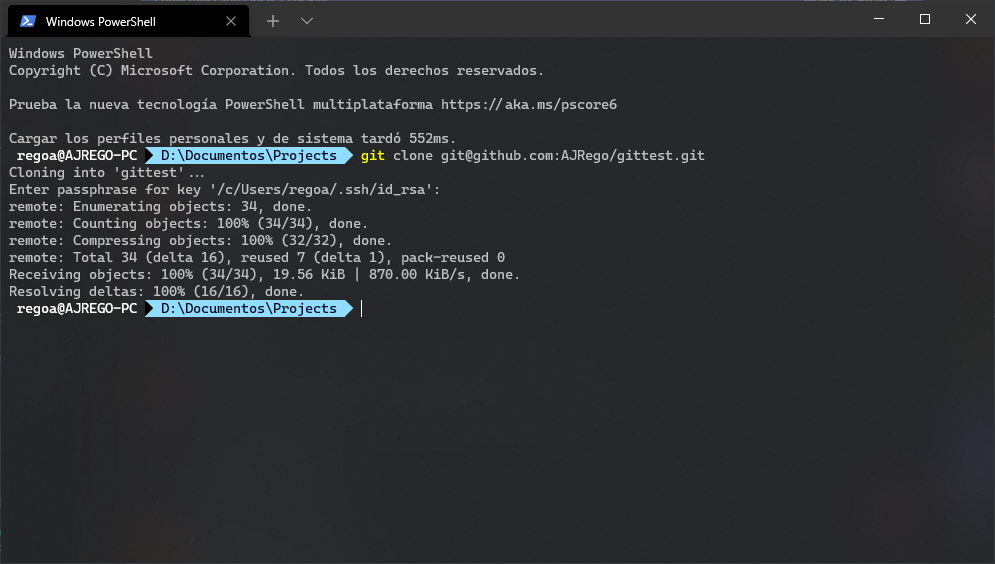 Windows PowerShell
Windows PowerShell
Copyright (C) Microsoft Corporation. Todos los derechos reservados.
Prueba la nueva tecnología PowerShell multiplataforma https://aka.ms/pscore6
Cargar los perfiles personales y de sistema tardó 552ms.
regoa@AJREGO-PC D:\Documentos\Projects git clone git@github.com:AJRego/gittest.git
Cloning into 'gittest'...
Enter passphrase for key '/c/Users/regoa/.ssh/id_rsa':
remote: Enumerating objects: 34, done.
remote: Counting objects: 100% (34/34), done.
remote: Compressing objects: 100% (32/32), done.
remote: Total 34 (delta 16), reused 7 (delta 1), pack-reused 0
Receiving objects: 100% (34/34), 19.56 KiB | 870.00 KiB/s, done.
Resolving deltas: 100% (16/16), done.
regoa@AJREGO-PC D:\Documentos\Projects